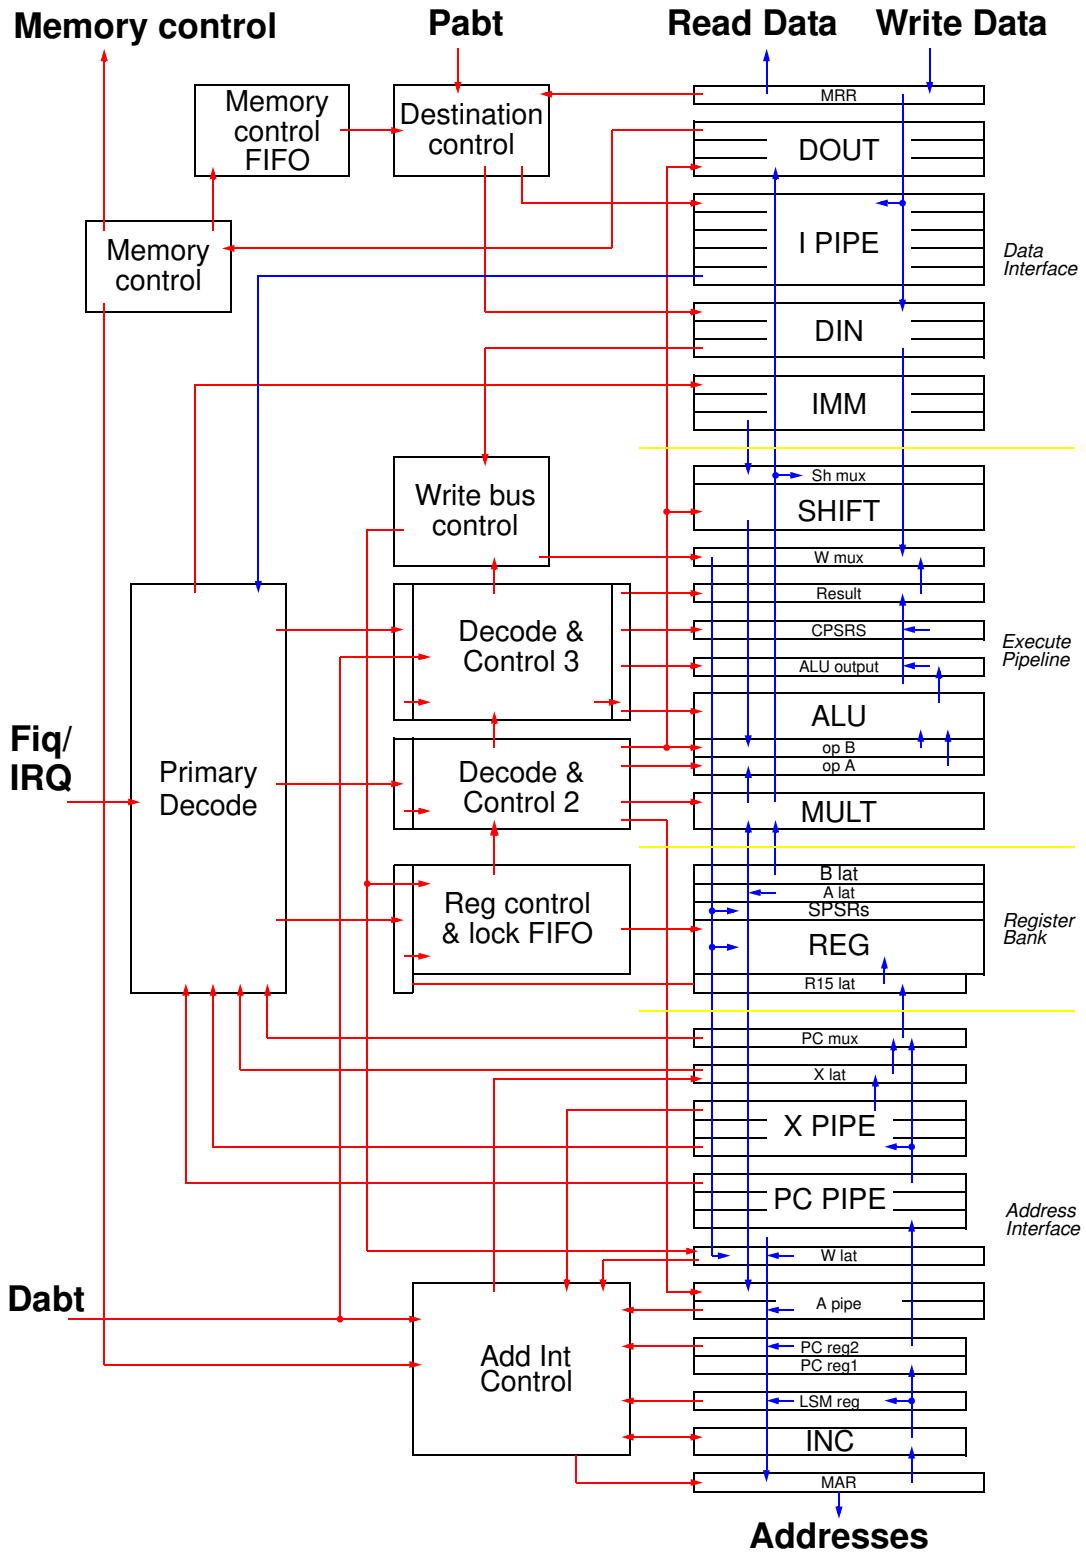 Memory control
Pabt
Read Data
Write Data
Memory
control
FIFO
Destination
control
MRR
DOUT
Memory
control
I PIPE
Data
Interface
DIN
IMM
Write bus
control
Sh mux
SHIFT
W mux
Result
Decode &
Control 3
CPSRS
ALU output
Execute
Pipeline
ALU
op B
op A
Fiq/
IRQ
Primary
Decode
Decode &
Control 2
MULT
B lat
A lat
SPSRs
Reg control
& lock FIFO
REG
R15 lat
Register
Bank
PC mux
X lat
X PIPE
PC PIPE
Address
Interface
W lat
Dabt
A pipe
Add Int
Control
PC reg2
PC reg1
LSM reg
INC
MAR
Addresses